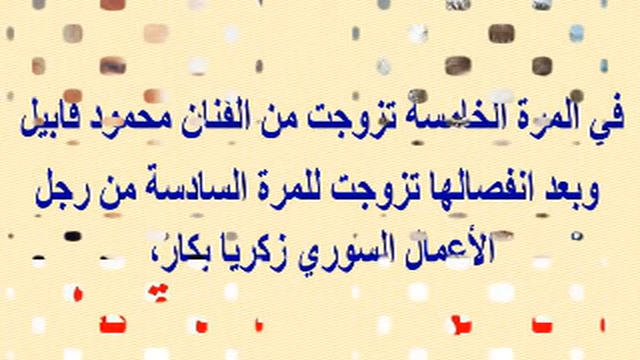 في المرة الخامسة تزوجت من الفنان محمود قابيل
وبعد انفصالها تزوجت للمرة السادسة من رجل
الأعمال السوري زكريا بكار،